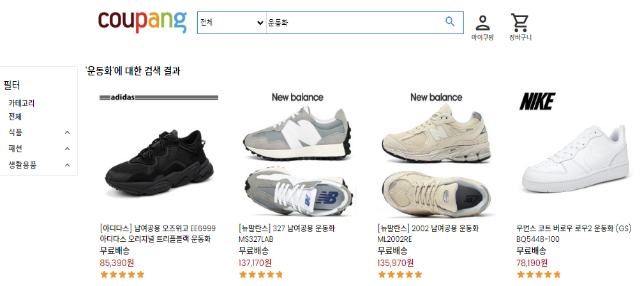 coupang
전체
운동화
마이쿠팡
장바구니
'운동화'에 대한 검색 결과
필터
카테고리
전체
식품
패션
생활용품
adidas
[아디다스] 남여공용 오즈위고 EE6999
아디다스 오리지널 트리플블랙 운동화
무료배송
85,390원
New balance
[뉴발란스] 327 남여공용 운동화
MS327LAB
무료배송
137,170원
New balance
[뉴발란스] 2002 남여공용 운동화
ML2002RE
무료배송
135,970원
NIKE
우먼스 코트 버로우 로우2 운동화 (GS)
BQ5448-100
무료배송
78,190원